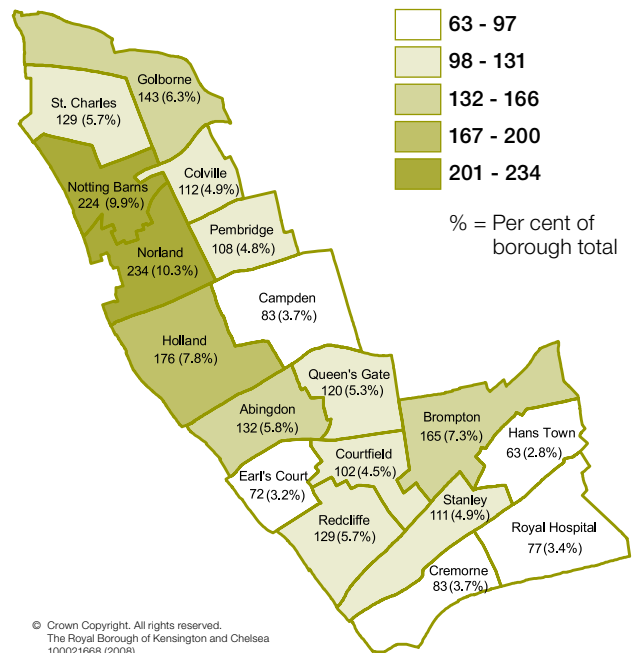 63 - 97
98 - 131
132 - 166
167 - 200
201 - 234
% = Per cent of
borough total
Golborne
143 (6.3%)
St. Charles
129 (5.7%)
Colville
112 (4.9%)
Notting Barns
224 (9.9%)
Pembridge
108 (4.8%)
Norland
234 (10.3%)
Campden
83 (3.7%)
Holland
176 (7.8%)
Queen's Gate
120 (5.3%)
Abingdon
132 (5.8%)
Brompton
165 (7.3%)
Hans Town
63 (2.8%)
Courtfield
102 (4.5%)
Earl's Court
72 (3.2%)
Stanley
111 (4.9%)
Redcliffe
129 (5.7%)
Royal Hospital
77 (3.4%)
Cremorne
83 (3.7%)
© Crown Copyright. All rights reserved.
The Royal Borough of Kensington and Chelsea
100021668 (2008)